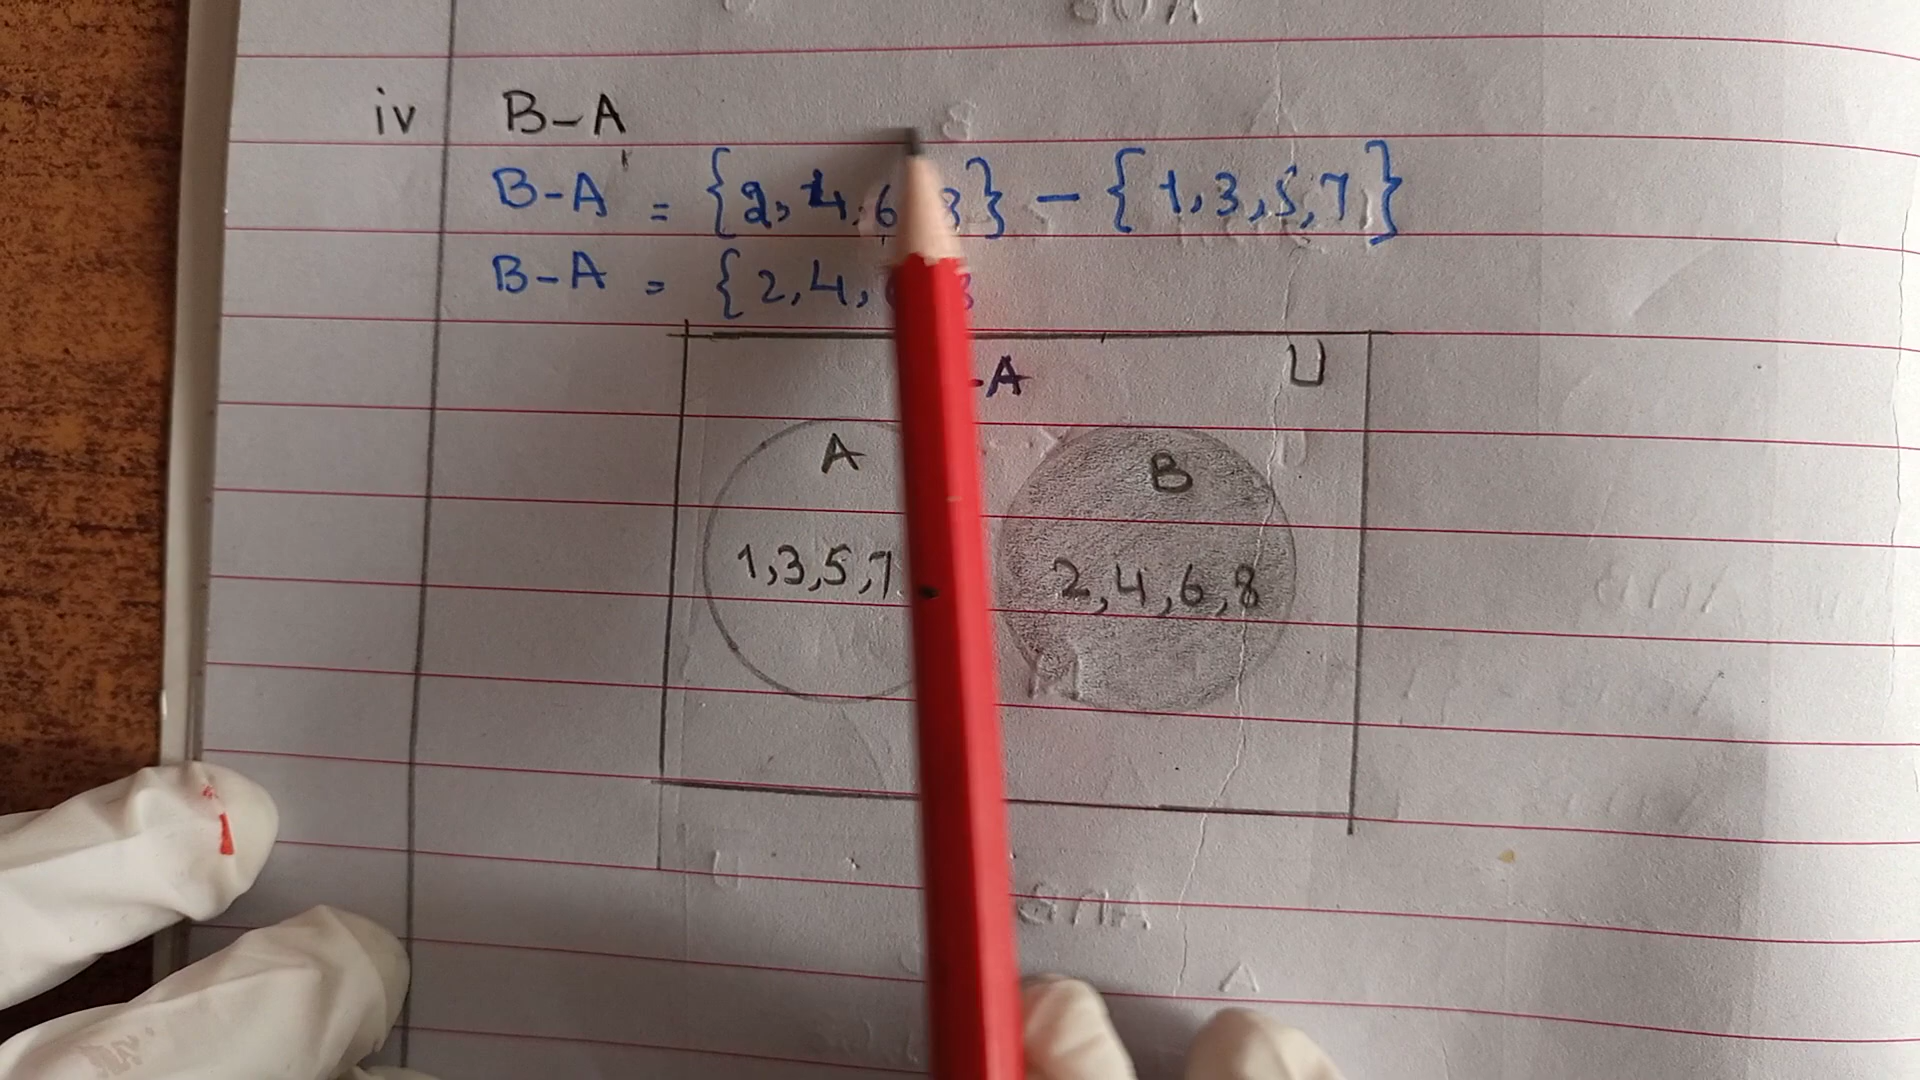 iv B-A
B-A = {2, 4, 6 8} - {1,3,5,7,}
B-A = {2,4,
-A U
A B
1,3,5,7 2,4,6,8